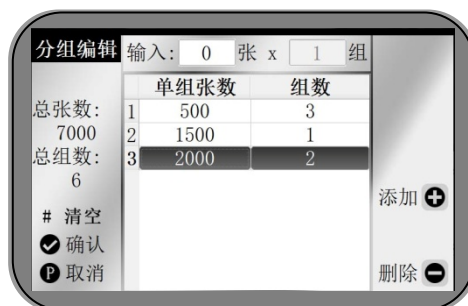 分组编辑 输入: 0 张 x 1 组
单组张数 组数
1 500 3
2 1500 1
3 2000 2
总张数:
7000
总组数:
6
# 清空
确认
P 取消
添加
删除